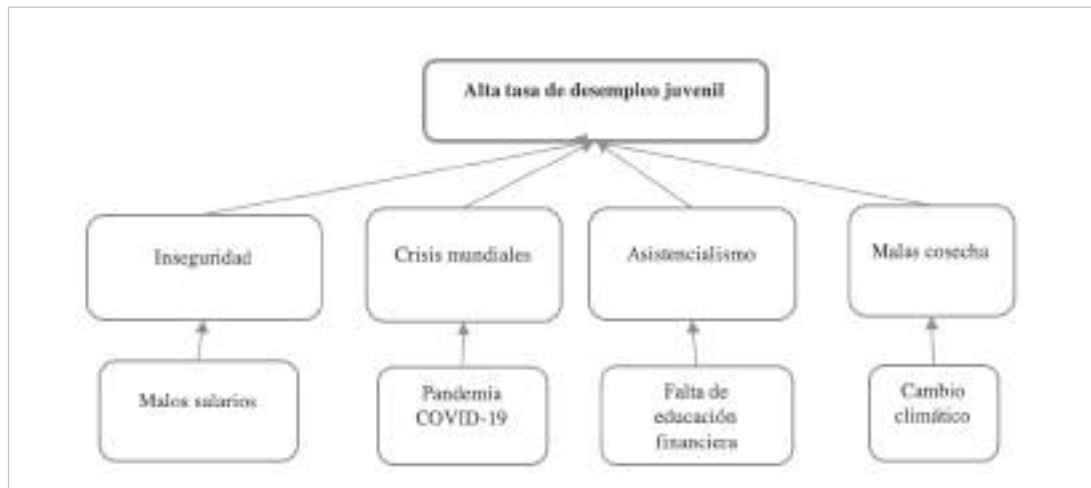 Alta tasa de desempleo juvenil
Inseguridad
Crisis mundiales
Asistencialismo
Malas cosecha
Malos salarios
Pandemia
COVID-19
Falta de
educación
financiera
Cambio
climático